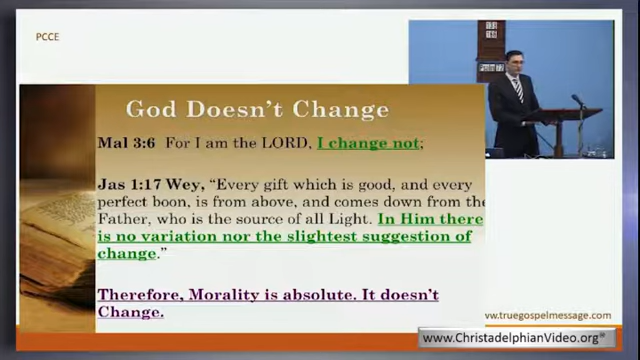 PCCE
God Doesn't Change
Mal 3:6 For I am the LORD, I change not;
Jas 1:17 Wey, "Every gift which is good, and every
perfect boon, is from above, and comes down from the
Father, who is the source of all Light. In Him there
is no variation nor the slightest suggestion of
change."
Therefore, Morality is absolute. It doesn't
Change.
vw.truegospelmessage.com
www.ChristadelphianVideo.org®